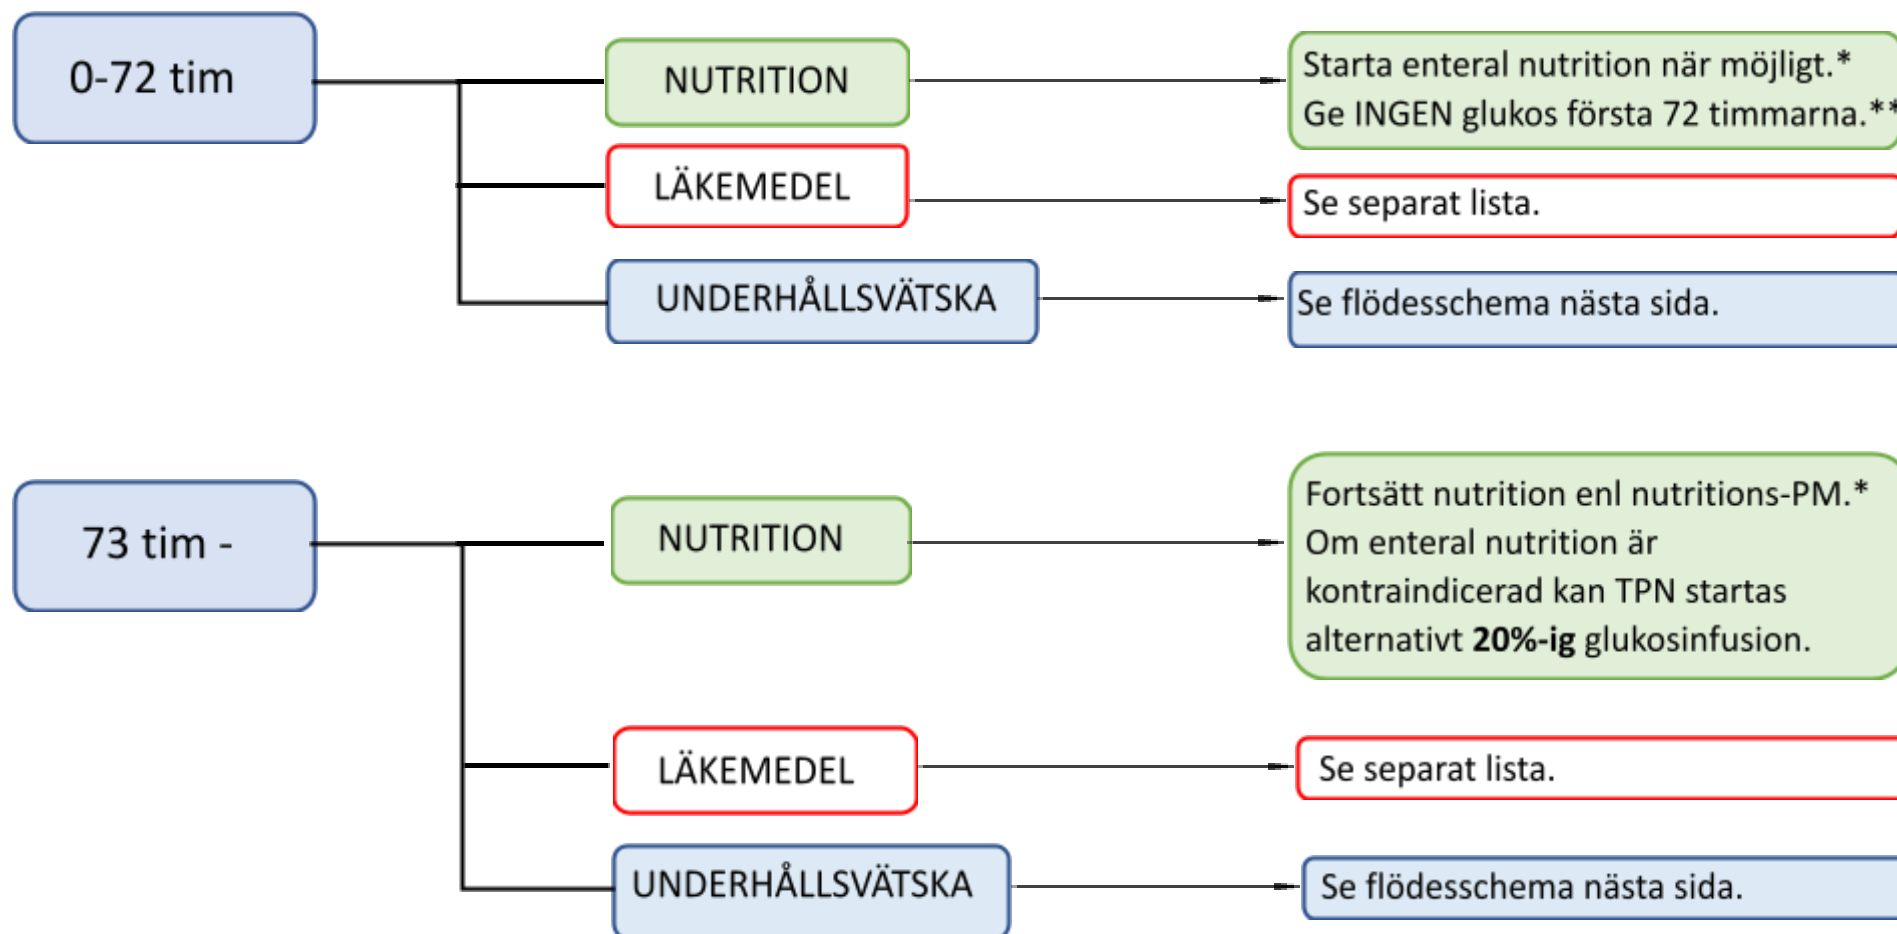 0-72 tim
NUTRITION
Starta enteral nutrition när möjligt.*
Ge INGEN glukos första 72 timmarna.**
LÄKEMEDEL
Se separat lista.
UNDERHÅLLSVÄTSKA
Se flödesschema nästa sida.
73 tim -
NUTRITION
Fortsätt nutrition enl nutritions-PM.*
Om enteral nutrition är
kontraindicerad kan TPN startas
alternativt 20%-ig glukosinfusion.
LÄKEMEDEL
Se separat lista.
UNDERHÅLLSVÄTSKA
Se flödesschema nästa sida.